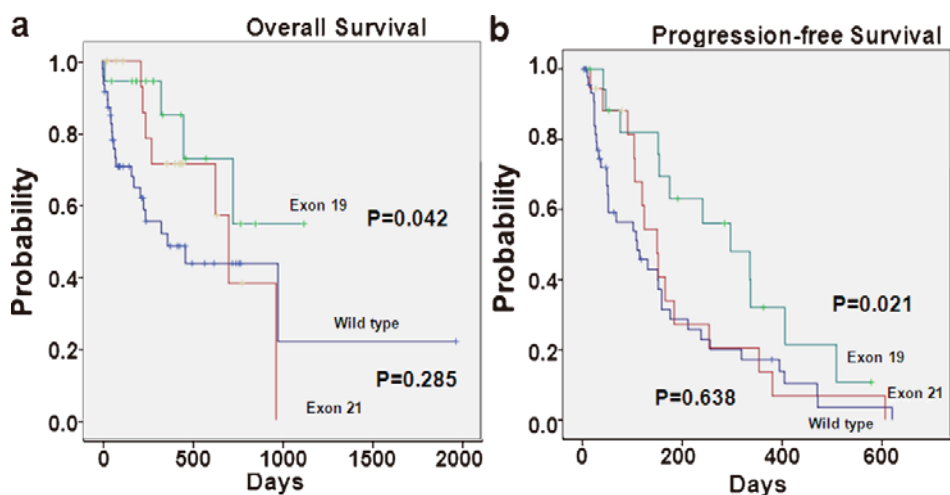 a
Overall Survival
Probability
1.0
0.8
0.6
0.4
0.2
0.0
Exon 19
P=0.042
Wild type
P=0.285
Exon 21
0
500
1000
1500
2000
Days
b
Progression-free Survival
Probability
1.0
0.8
0.6
0.4
0.2
0.0
P=0.021
Exon 19
P=0.638
Exon 21
Wild type
0
200
400
600
Days